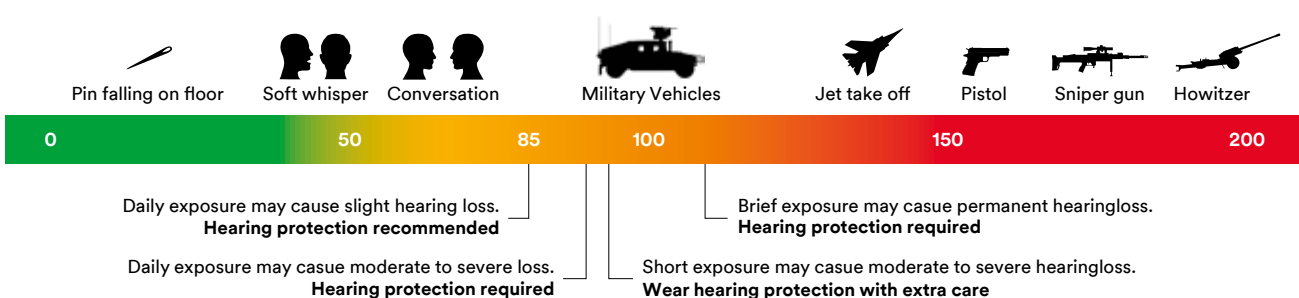 Pin falling on floor
Soft whisper
Conversation
Military Vehicles
Jet take off
Pistol
Sniper gun
Howitzer
0
50
85
100
150
200
Daily exposure may cause slight hearing loss.
Hearing protection recommended
Brief exposure may casue permanent hearingloss.
Hearing protection required
Daily exposure may casue moderate to severe loss.
Hearing protection required
Short exposure may casue moderate to severe hearingloss.
Wear hearing protection with extra care